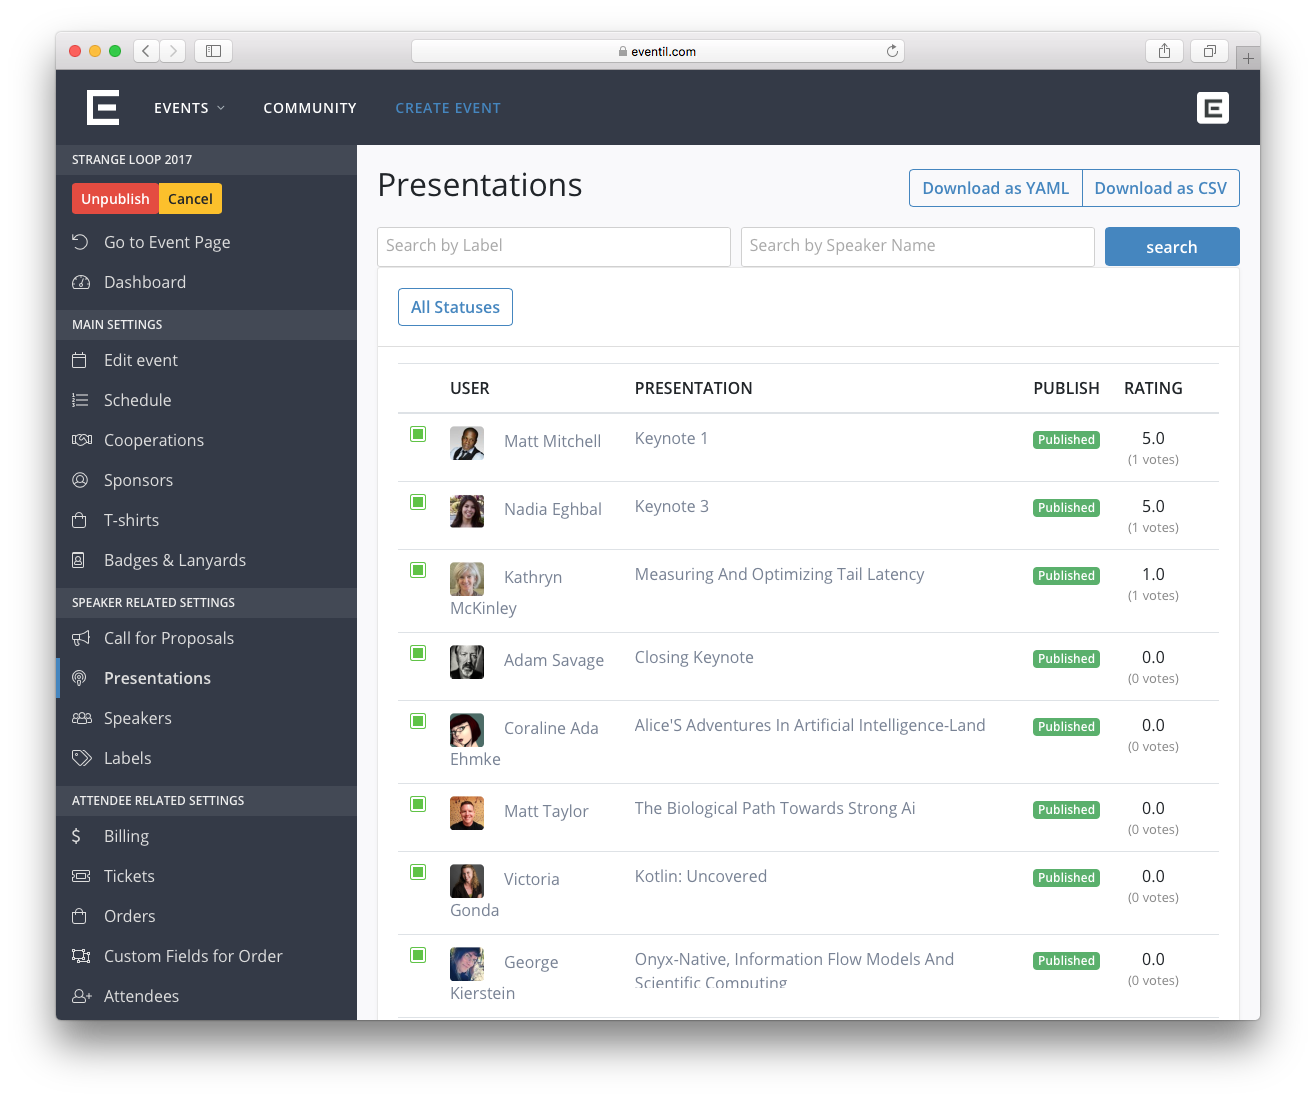 eventil.com
EVENTS
COMMUNITY
CREATE EVENT
STRANGE LOOP 2017
Unpublish
Cancel
Go to Event Page
Dashboard
MAIN SETTINGS
Edit event
Schedule
Cooperations
Sponsors
T-shirts
Badges & Lanyards
SPEAKER RELATED SETTINGS
Call for Proposals
Presentations
Speakers
Labels
ATTENDEE RELATED SETTINGS
Billing
Tickets
Orders
Custom Fields for Order
Attendees
Presentations
Download as YAML
Download as CSV
Search by Label
Search by Speaker Name
search
All Statuses
USER PRESENTATION PUBLISH RATING
Matt Mitchell Keynote 1 Published 5.0
(1 votes)
Nadia Eghbal Keynote 3 Published 5.0
(1 votes)
Kathryn Measuring And Optimizing Tail Latency Published 1.0
(1 votes)
McKinley
Adam Savage Closing Keynote Published 0.0
(0 votes)
Coraline Ada Alice'S Adventures In Artificial Intelligence-Land Published 0.0
(0 votes)
Ehmke
Matt Taylor The Biological Path Towards Strong Ai Published 0.0
(0 votes)
Victoria Kotlin: Uncovered Published 0.0
(0 votes)
Gonda
George Onyx-Native, Information Flow Models And Published 0.0
Scientific Computing (0 votes)
Kierstein